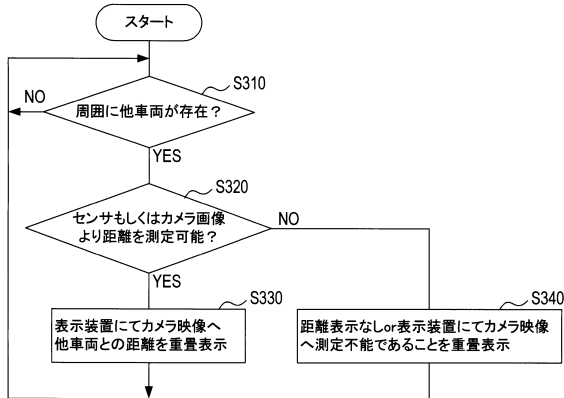 スタート
S310
周囲に他車両が存在？
NO
YES
S320
センサもしくはカメラ画像
より距離を測定可能？
NO
YES
S330
表示装置にてカメラ映像へ
他車両との距離を重畳表示
S340
距離表示なしor表示装置にてカメラ映像
へ測定不能であることを重畳表示